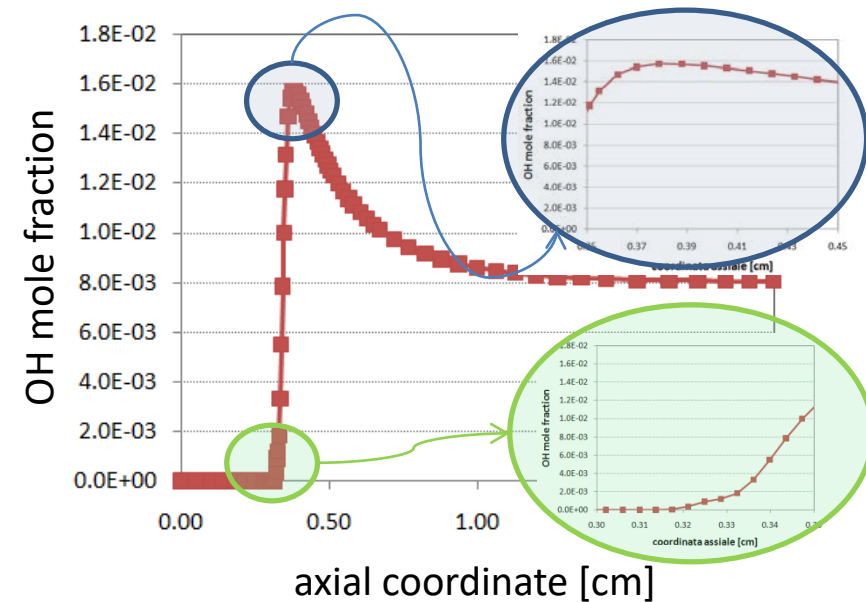 OH mole fraction
1.8E-02
1.6E-02
1.4E-02
1.2E-02
1.0E-02
8.0E-03
6.0E-03
4.0E-03
2.0E-03
0.0E+00
0.00
0.50
1.00
axial coordinate [cm]
OH mole fraction
1.8E-02
1.6E-02
1.4E-02
1.2E-02
1.0E-02
8.0E-03
6.0E-03
4.0E-03
2.0E-03
0.37
0.39
0.41
0.43
0.45
coordinata assiale [cm]
OH mole fraction
1.8E-02
1.6E-02
1.4E-02
1.2E-02
1.0E-02
8.0E-03
6.0E-03
4.0E-03
2.0E-03
0.0E+00
0.30
0.31
0.32
0.33
0.34
coordinata assiale [cm]